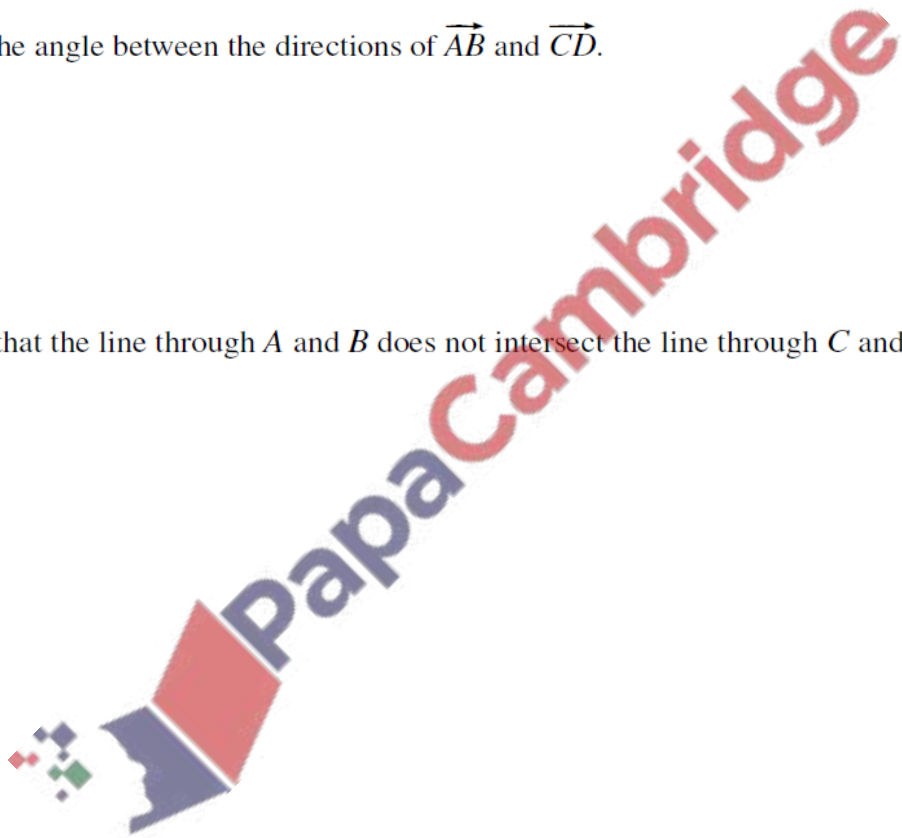 he angle between the directions of AB and CD.
that the line through A and B does not intersect the line through C and
PapaCambridge